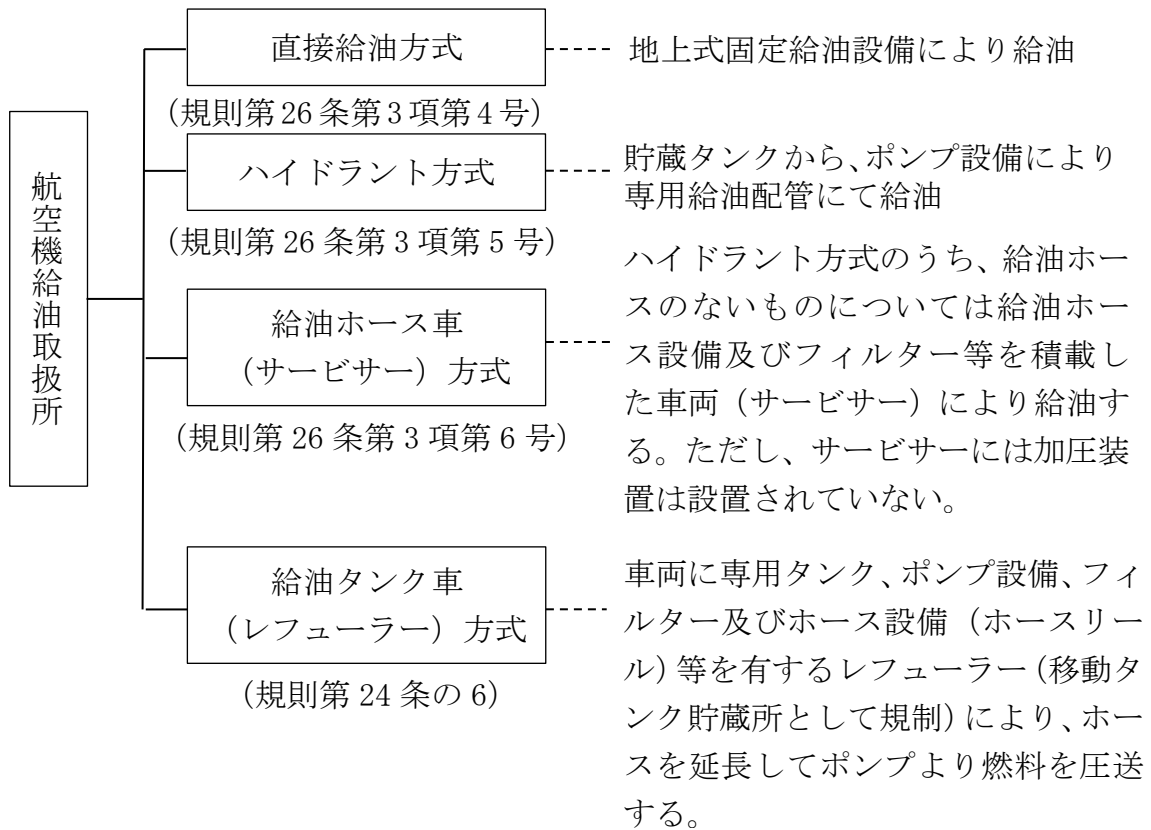 航空機給油取扱所
直接給油方式
(規則第26条第3項第4号)
地上式固定給油設備により給油
ハイドラント方式
(規則第 26 条第 3 項第 5 号)
貯蔵タンクから、ポンプ設備により
専用給油配管にて給油
給油ホース車
（サービサー）方式
(規則第 26 条第 3 項第 6 号)
ハイドラント方式のうち、給油ホー
スのないものについては給油ホー
ス設備及びフィルター等を積載し
た車両（サービサー）により給油す
る。ただし、サービサーには加圧装
置は設置されていない。
給油タンク車
（レフューラー）方式
(規則第 24 条の 6)
車両に専用タンク、ポンプ設備、フィ
ルター及びホース設備（ホースリー
ル）等を有するレフューラー（移動タ
ンク貯蔵所として規制）により、ホー
スを延長してポンプより燃料を圧送
する。